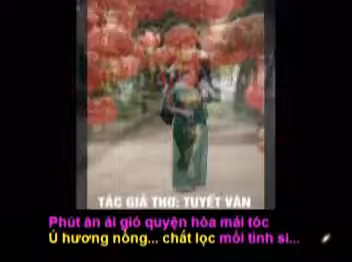 TÁC GIẢ THƠ: TUYẾT VÂN
Phút ân ái gió quyện hòa mái tóc
Ủ hương nồng... chất lọc mối tình si...